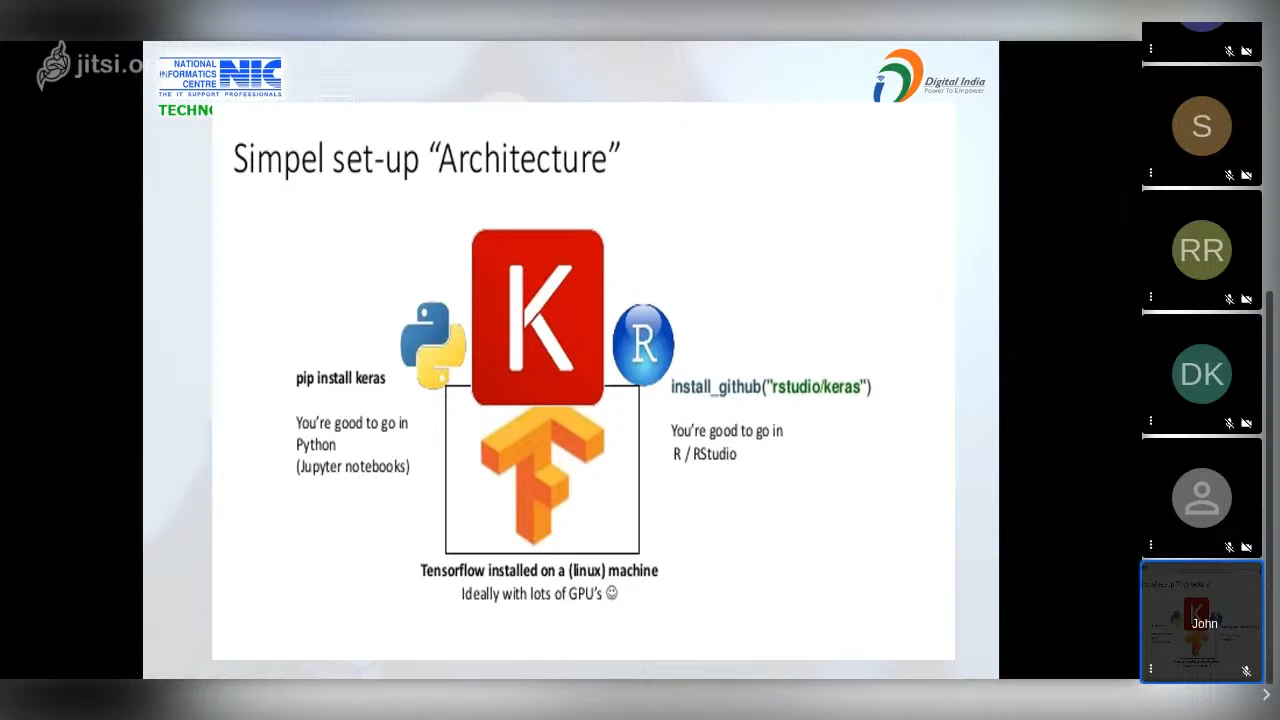 jitsi.o
NATIONAL
INFORMATICS
CENTRE
NIC
THE IT SUPPORT PROFESSIONALS
TECHN
Digital India
Power To Empower
Simpel set-up “Architecture”
K
R
pip install keras
You’re good to go in
Python
(Jupyter notebooks)
install_github("rstudio/keras")
You’re good to go in
R / RStudio
Tensorflow installed on a (linux) machine
Ideally with lots of GPU’s ☺
S
RR
DK
John